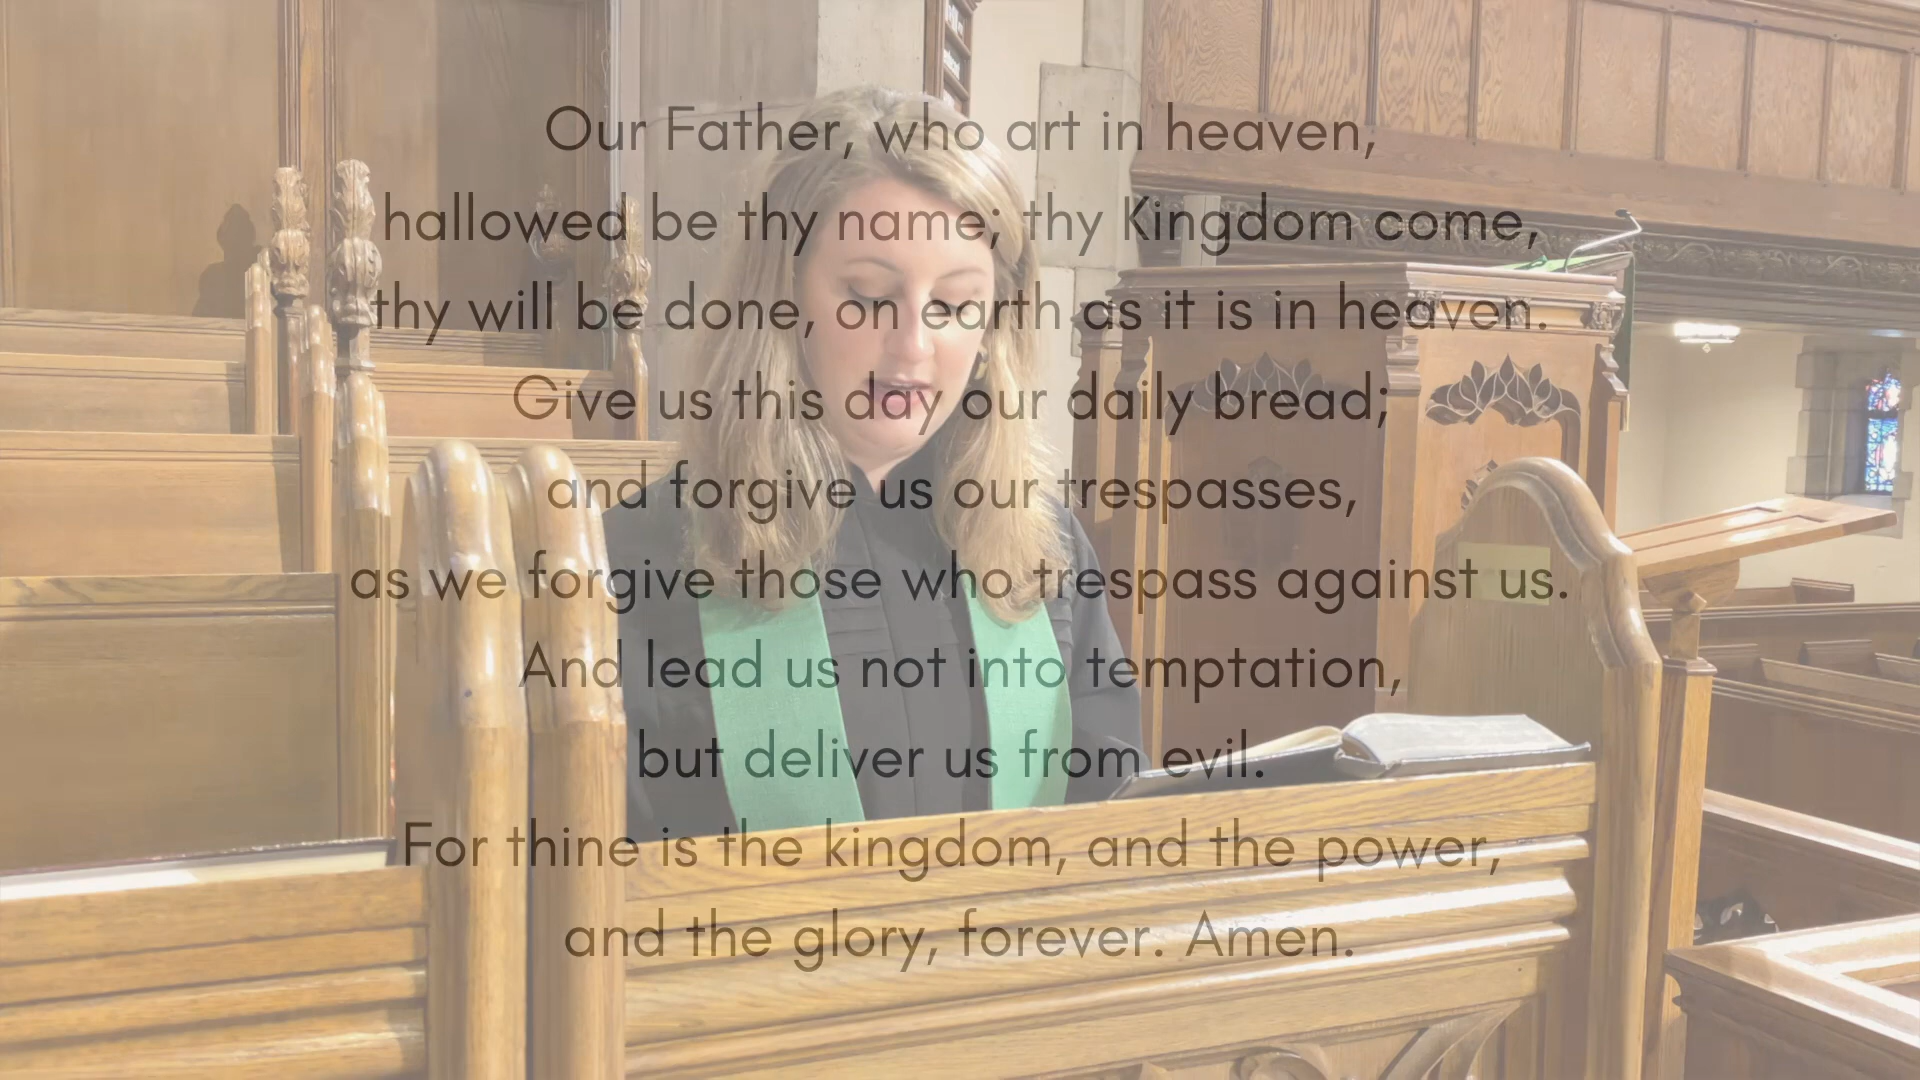 Our Father, who art in heaven,
hallowed be thy name; thy Kingdom come,
thy will be done, on earth as it is in heaven.
Give us this day our daily bread;
and forgive us our trespasses,
as we forgive those who trespass against us.
And lead us not into temptation,
but deliver us from evil.
For thine is the kingdom, and the power,
and the glory, forever. Amen.